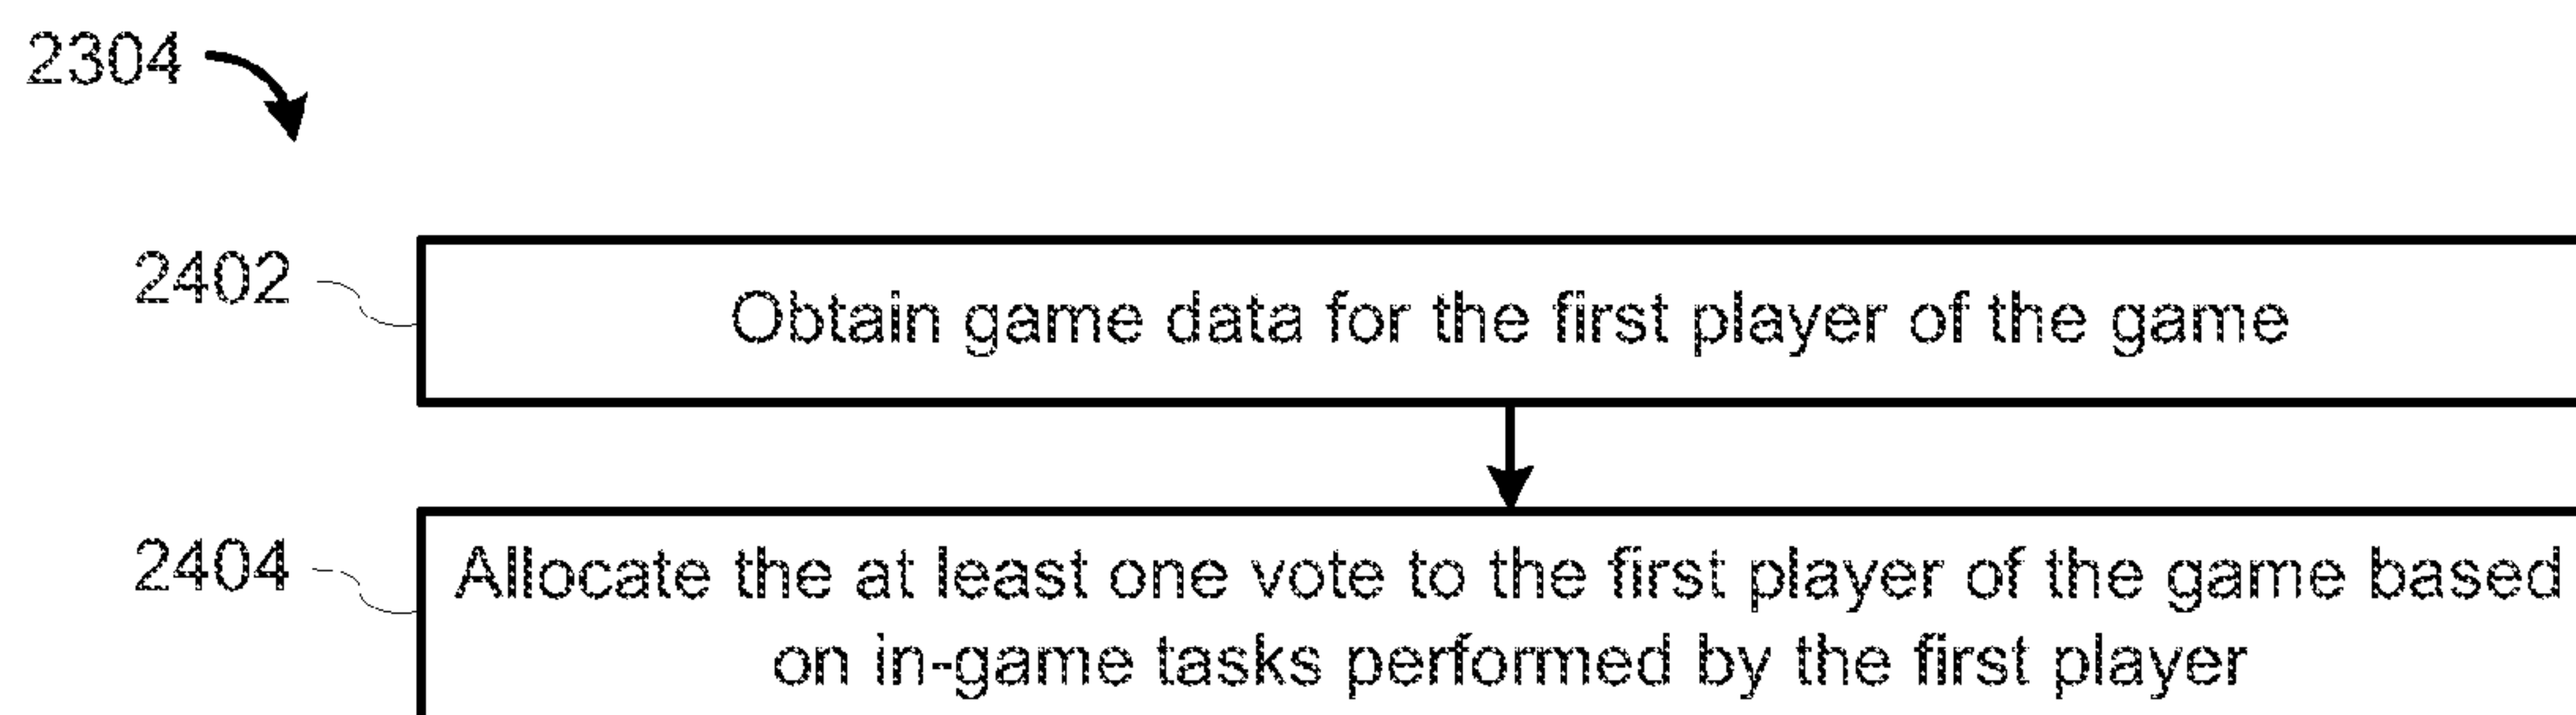 2304
2402
Obtain game data for the first player of the game
2404
Allocate the at least one vote to the first player of the game based
on in-game tasks performed by the first player